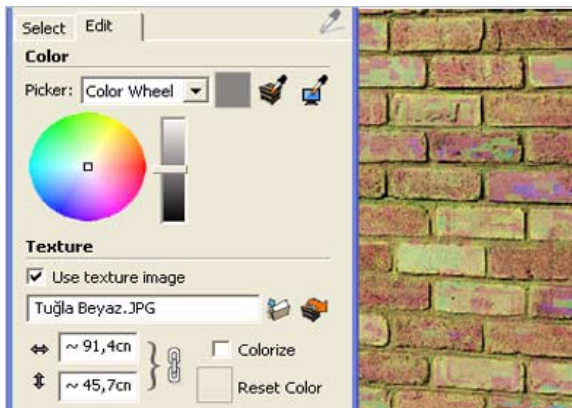 Select Edit
Color
Picker: Color Wheel
Texture
Use texture image
Tuğla Beyaz.JPG
~ 91,4cn
Colorize
~ 45,7cn
Reset Color